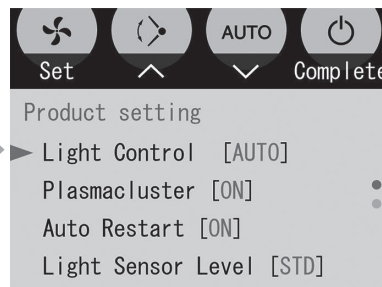 AUTO
Set Complete
Product setting
Light Control [AUTO]
Plasmacluster [ON]
Auto Restart [ON]
Light Sensor Level [STD]